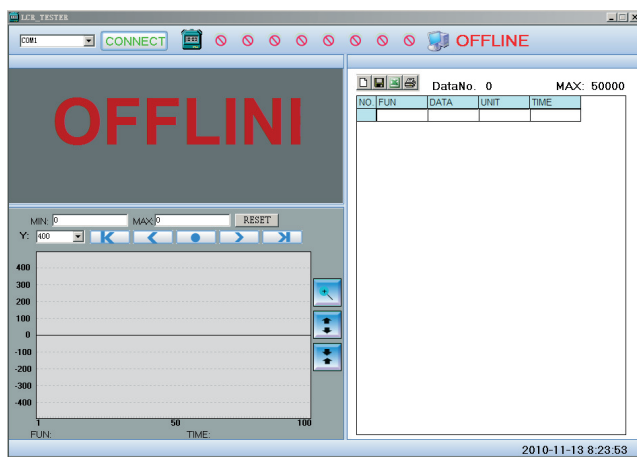 LCR_TESTER
COM1 CONNECT OFFLINE
OFFLINI
DataNo. 0 MAX: 50000
NO. FUN DATA UNIT TIME
MIN: 0 MAX: 0 RESET
Y: 400
400
300
200
100
0
-100
-200
-300
-400
1 50 100
FUN: TIME:
2010-11-13 8:23:53